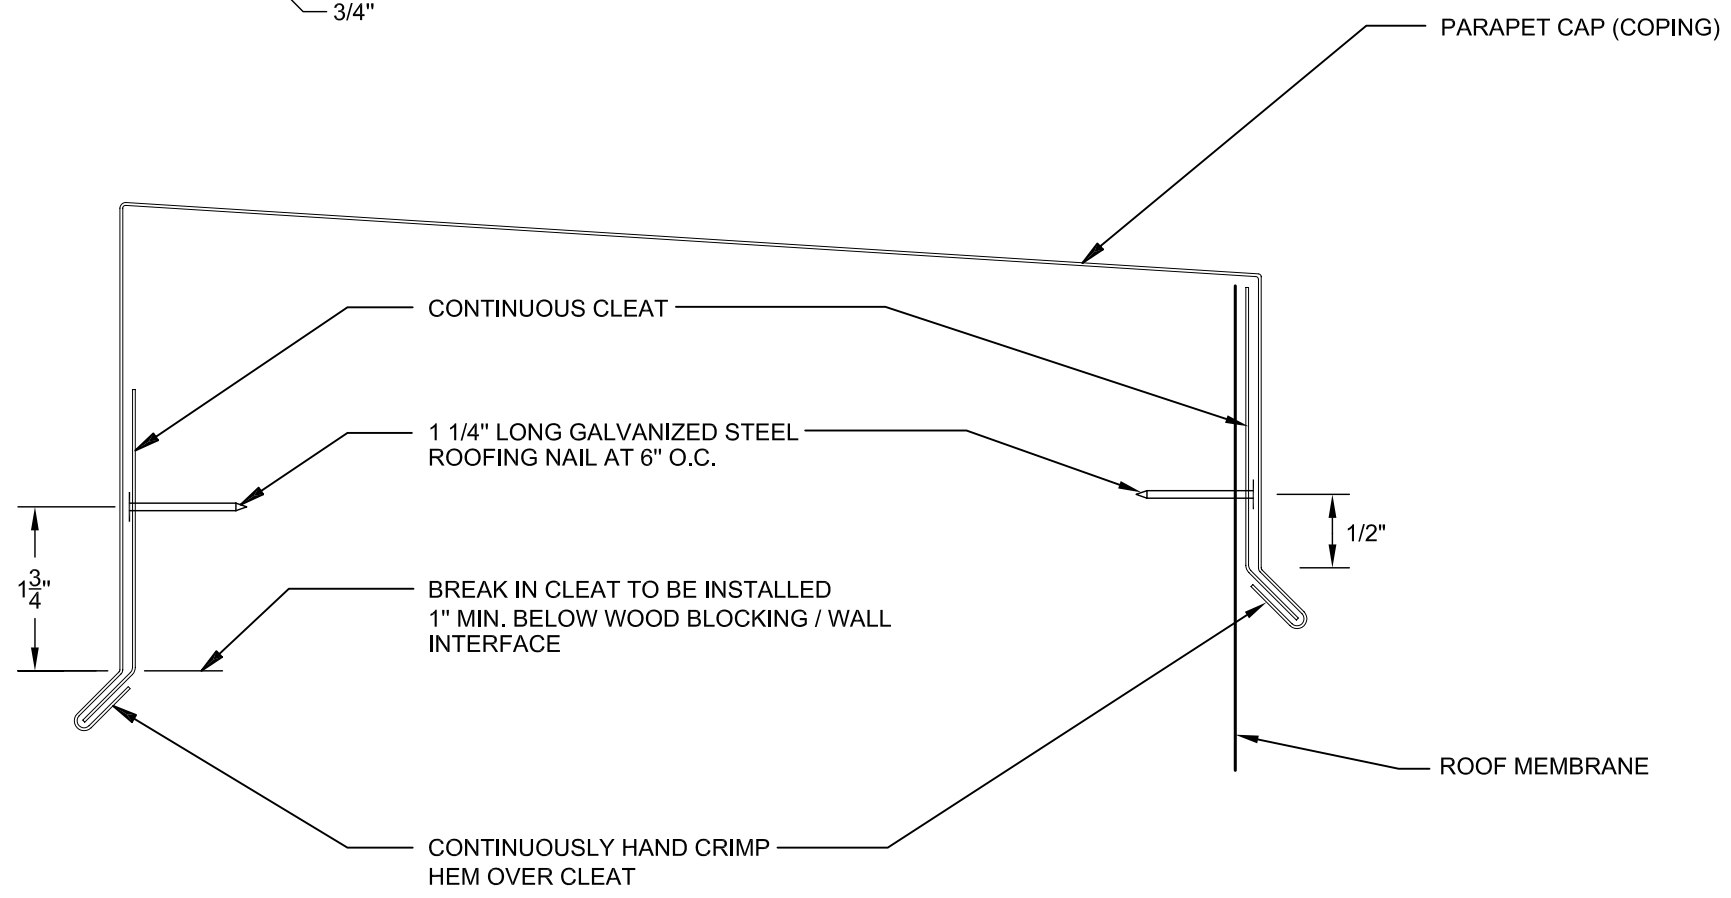 3/4"
PARAPET CAP (COPING)
CONTINUOUS CLEAT
1 1/4" LONG GALVANIZED STEEL
ROOFING NAIL AT 6" O.C.
1/2"
1 3/4"
BREAK IN CLEAT TO BE INSTALLED
1" MIN. BELOW WOOD BLOCKING / WALL
INTERFACE
ROOF MEMBRANE
CONTINUOUSLY HAND CRIMP
HEM OVER CLEAT